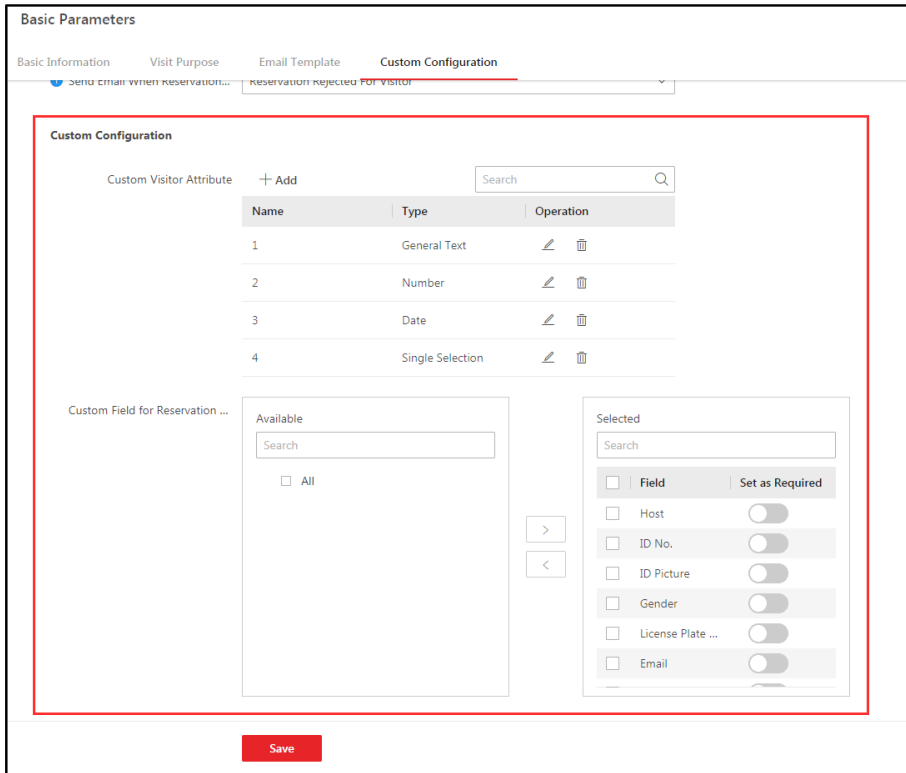 Basic Parameters
Basic Information Visit Purpose Email Template Custom Configuration
Send Email When Reservation... Reservation Rejected For Visitor
Custom Configuration
Custom Visitor Attribute + Add Search
Name Type Operation
1 General Text
2 Number
3 Date
4 Single Selection
Custom Field for Reservation ...
Available Selected
Search Search
All Field Set as Required
Host
> ID No.
< ID Picture
Gender
License Plate ...
Email
Save